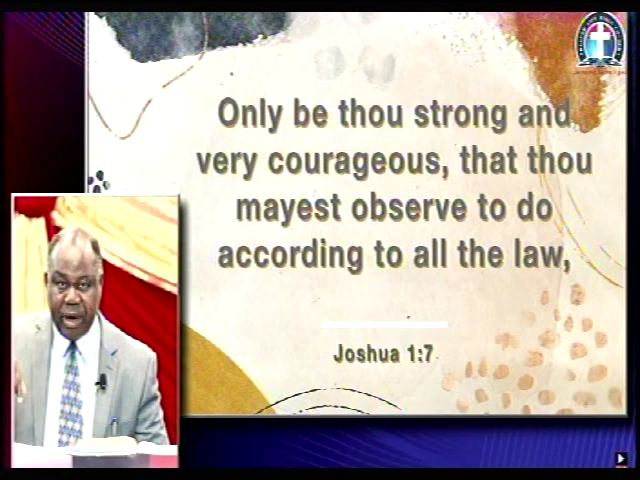 Only be thou strong and
very courageous, that thou
mayest observe to do
according to all the law,
Joshua 1:7